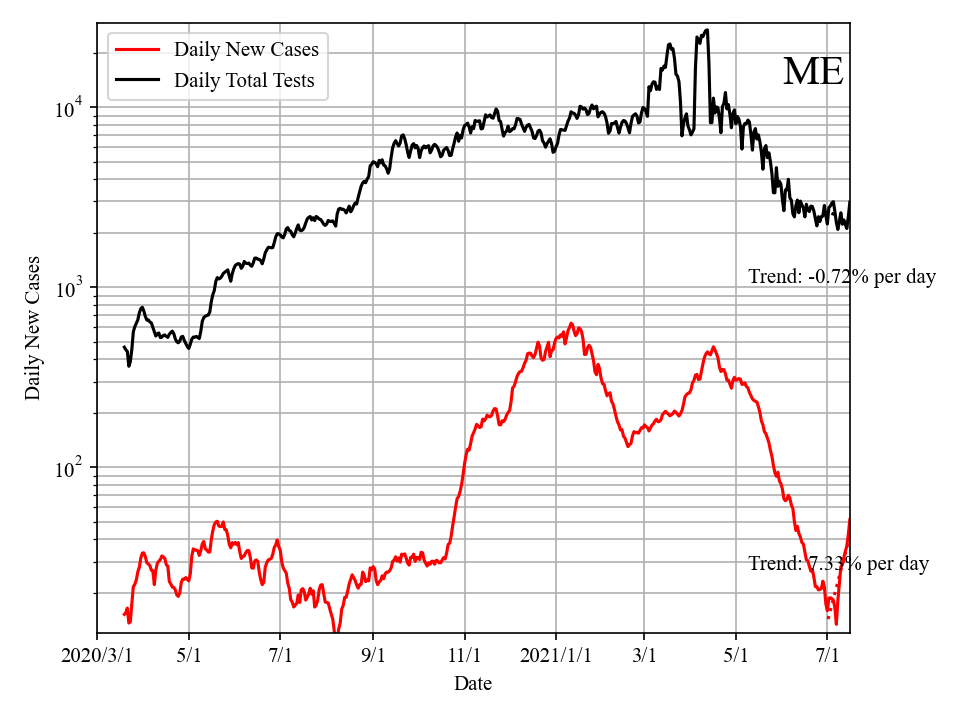 Daily New Cases
Daily Total Tests
ME
10^4
10^3
10^2
Daily New Cases
Trend: -0.72% per day
Trend: 7.33% per day
2020/3/1 5/1 7/1 9/1 11/1 2021/1/1 3/1 5/1 7/1
Date